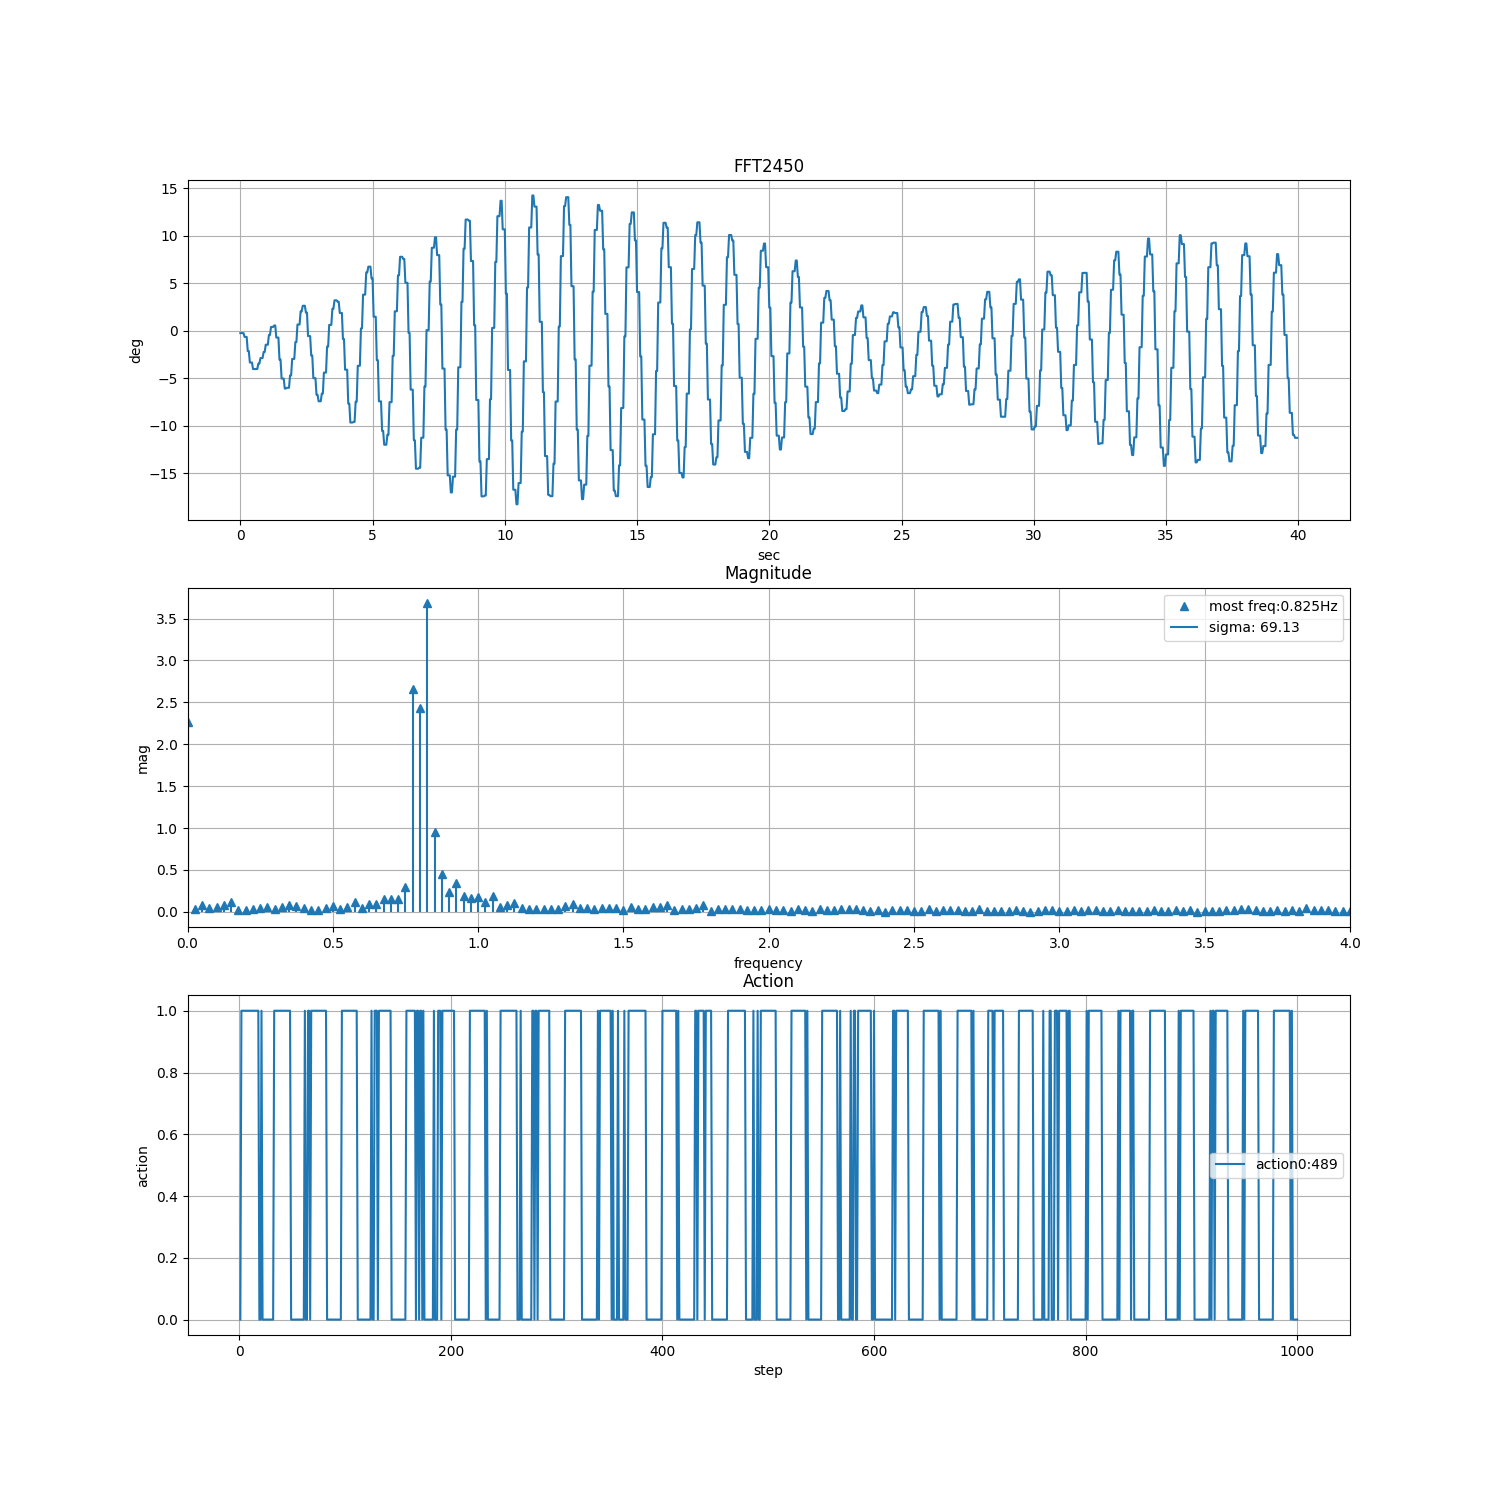 FFT2450
15
10
5
0
−5
−10
−15
deg
0 5 10 15 20 25 30 35 40
sec
Magnitude
most freq:0.825Hz
sigma: 69.13
3.5
3.0
2.5
2.0
1.5
1.0
0.5
0.0
mag
0.0 0.5 1.0 1.5 2.0 2.5 3.0 3.5 4.0
frequency
Action
1.0
0.8
0.6
0.4
0.2
0.0
action
action0:489
0 200 400 600 800 1000
step